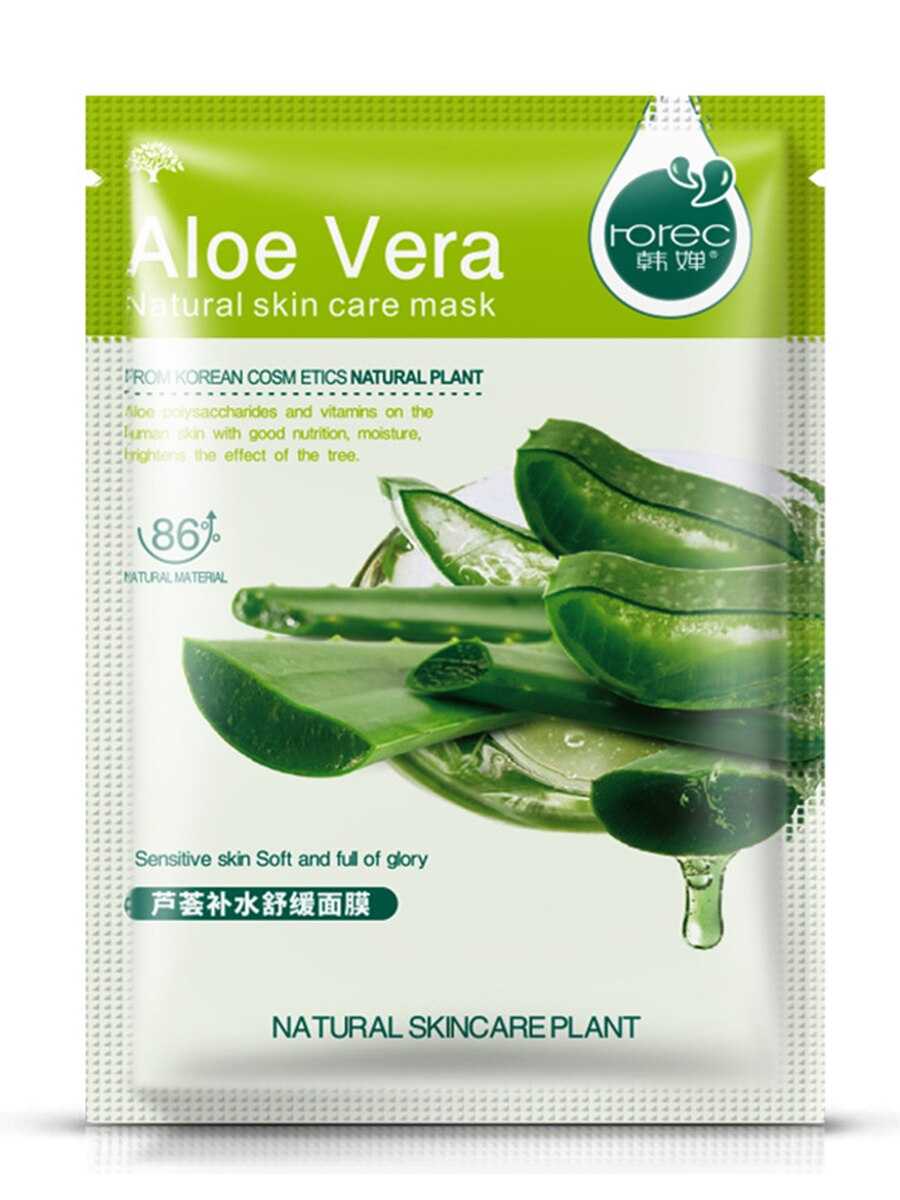 Aloe Vera
Natural skin care mask
Horec
韩婵®
FROM KOREAN COSM ETICS NATURAL PLANT
Aloe polysaccharides and vitamins on the
human skin with good nutrition, moisture,
brightens the effect of the tree.
86%
NATURAL MATERIAL
Sensitive skin Soft and full of glory
芦荟补水舒缓面膜
NATURAL SKINCARE PLANT